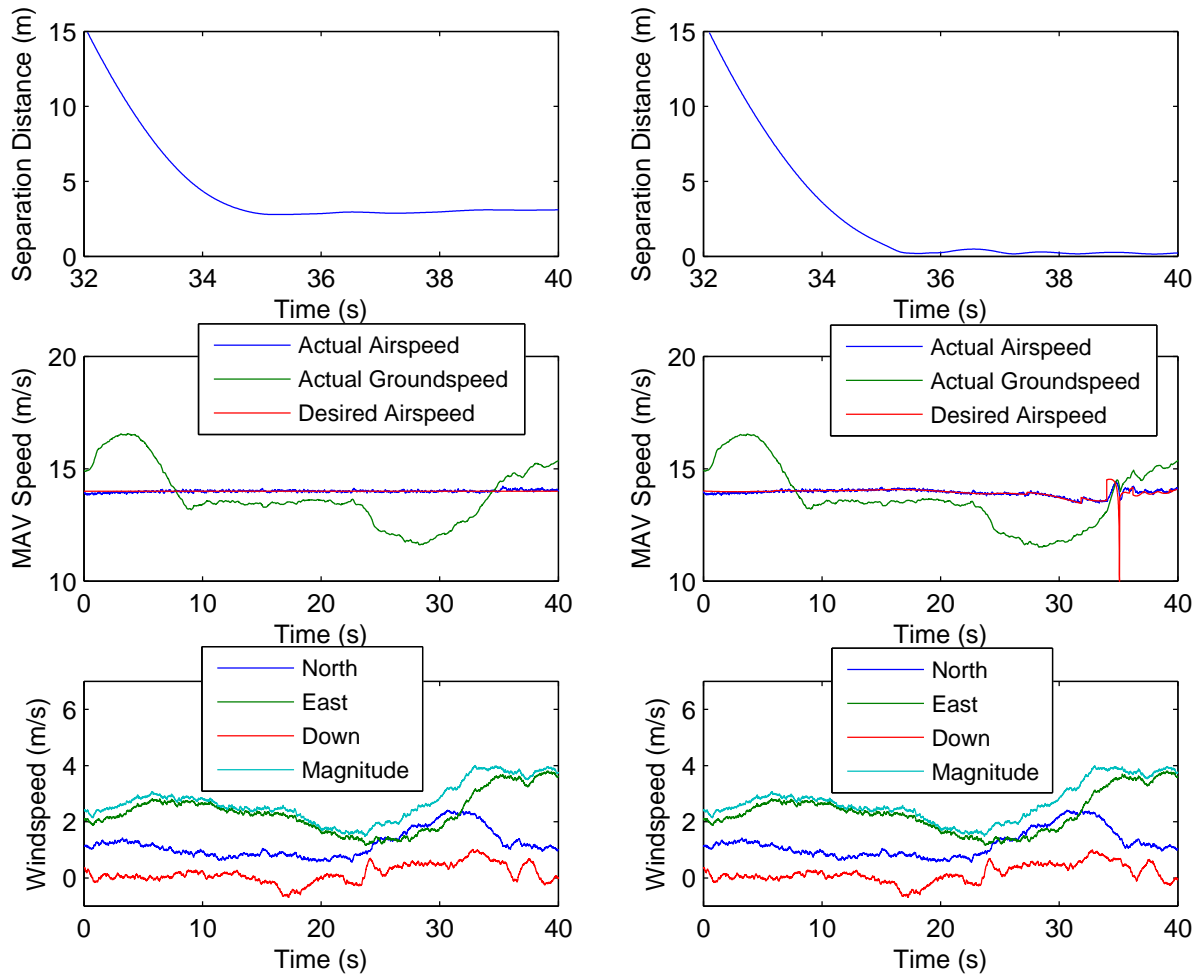 Separation Distance (m)
15
10
5
0
32
34
36
38
40
Time (s)
Separation Distance (m)
15
10
5
0
32
34
36
38
40
Time (s)
MAV Speed (m/s)
20
15
10
Actual Airspeed
Actual Groundspeed
Desired Airspeed
0
10
20
30
40
Time (s)
MAV Speed (m/s)
20
15
10
Actual Airspeed
Actual Groundspeed
Desired Airspeed
0
10
20
30
40
Time (s)
Windspeed (m/s)
6
4
2
0
North
East
Down
Magnitude
0
10
20
30
40
Time (s)
Windspeed (m/s)
6
4
2
0
North
East
Down
Magnitude
0
10
20
30
40
Time (s)